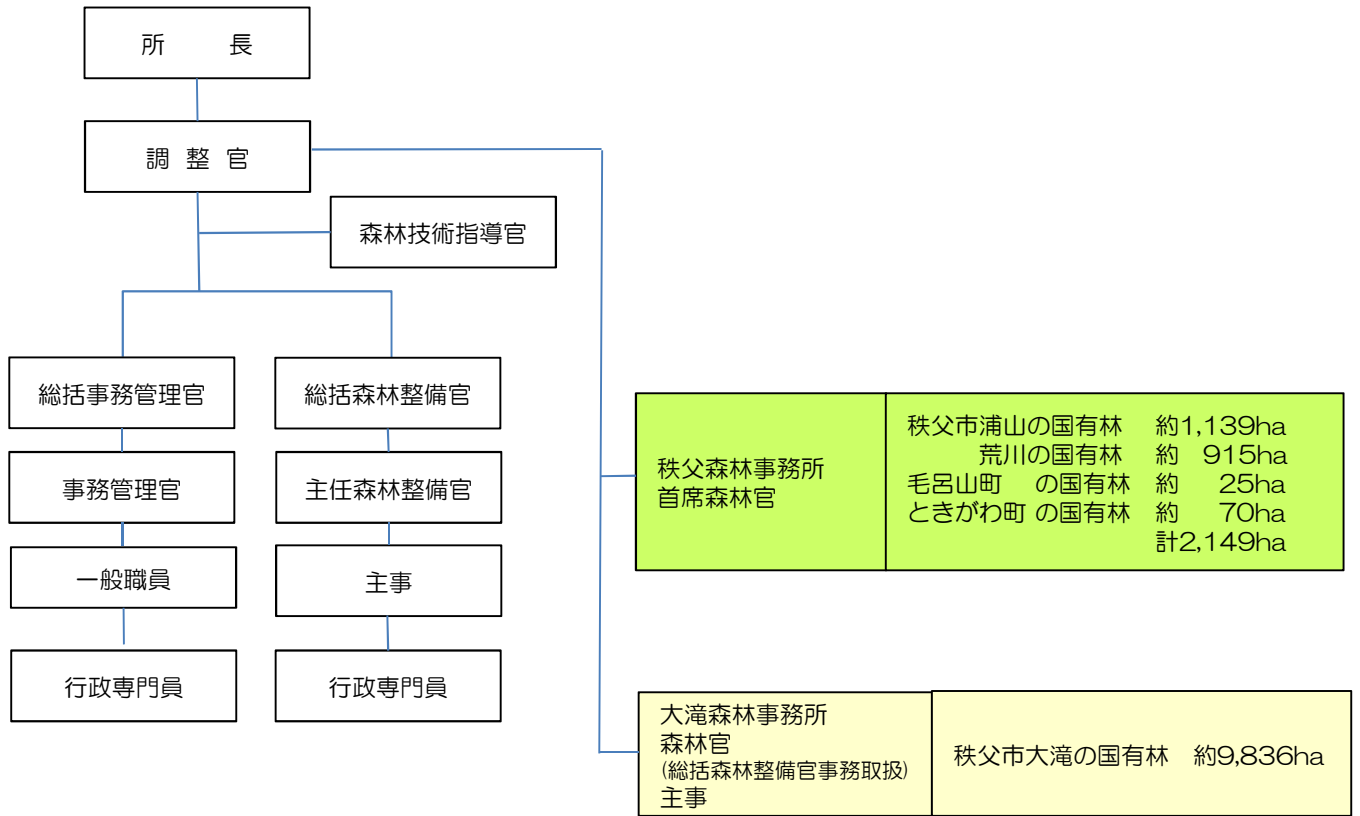 所　　長
調 整 官
森林技術指導官
総括事務管理官
事務管理官
一般職員
行政専門員
総括森林整備官
主任森林整備官
主事
行政専門員
秩父森林事務所
首席森林官
秩父市浦山の国有林　約1,139ha
荒川の国有林　約　915ha
毛呂山町　の国有林　約　25ha
ときがわ町 の国有林　約　70ha
計2,149ha
大滝森林事務所
森林官
(総括森林整備官事務取扱)
主事
秩父市大滝の国有林　約9,836ha